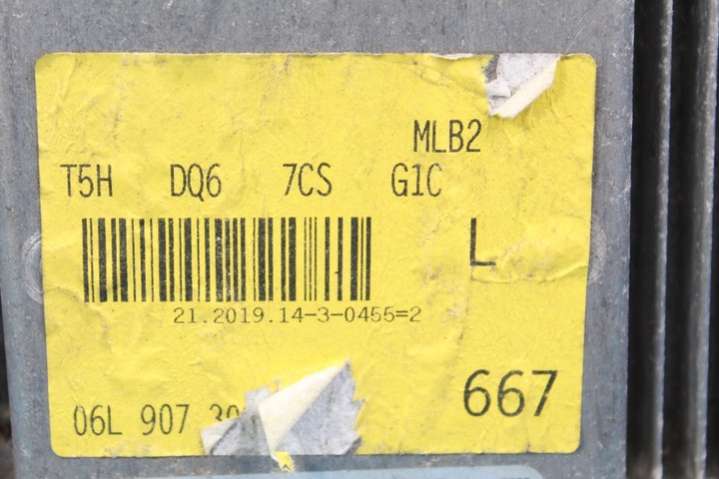 MLB2
T5H DQ6 7CS G1C
L
21.2019.14-3-0455=2
06L 907
667